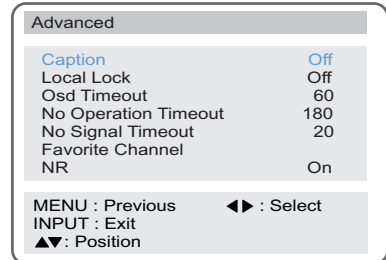 Advanced
Caption Off
Local Lock Off
Osd Timeout 60
No Operation Timeout 180
No Signal Timeout 20
Favorite Channel
NR On
MENU : Previous ◀▶ : Select
INPUT : Exit
▲▼: Position